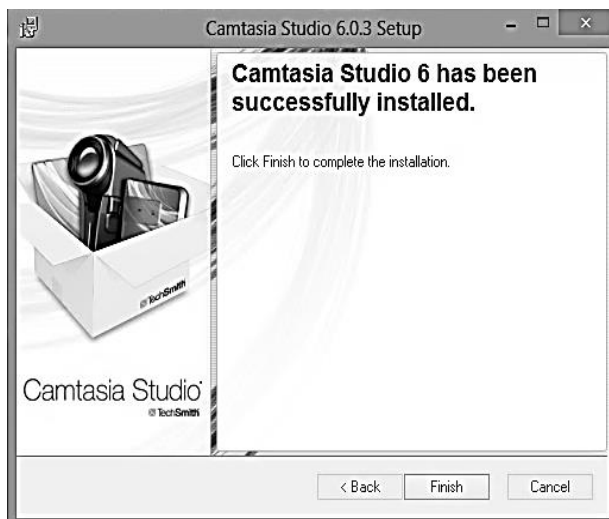 Camtasia Studio 6.0.3 Setup
Camtasia Studio 6 has been
successfully installed.
Click Finish to complete the installation.
TechSmith
Camtasia Studio
TechSmith
< Back
Finish
Cancel